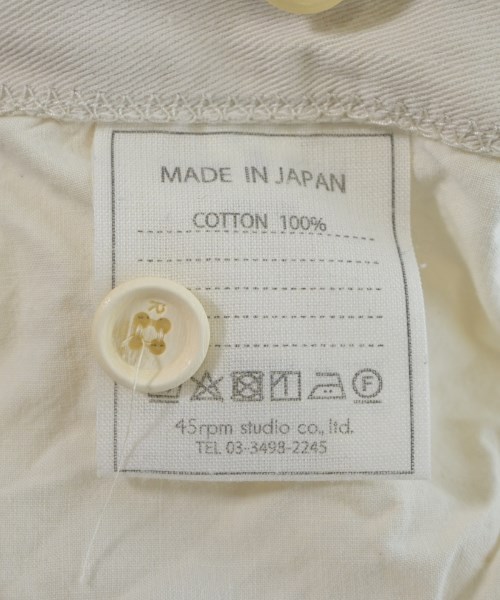 MADE IN JAPAN
COTTON 100%
R
F
45rpm studio co., ltd.
TEL 03-3498-2245